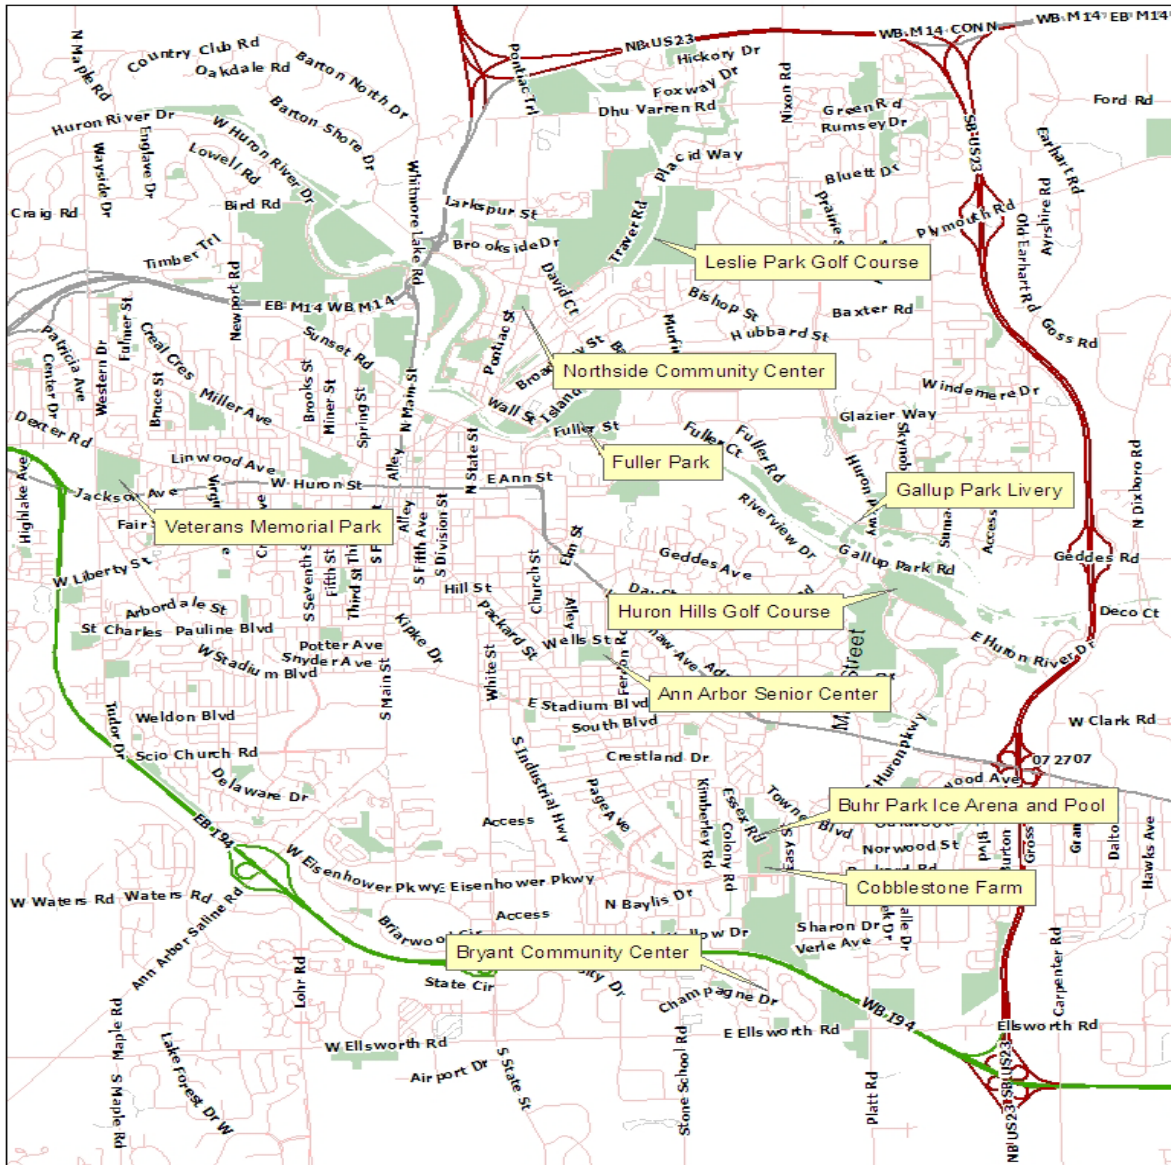 NB US23
WB M14 CONN
WB M14
EB M14
N Maple Rd
Country Club Rd
Oakdale Rd
Barton North Dr
Pontiac Trl
Hickory Dr
Foxway Dr
Dhu Varren Rd
Nixon Rd
Green Rd
Rumsey Dr
Ford Rd
SB US23
Earhart Rd
Huron River Dr
Englave Dr
Wayside Dr
W Huron River Dr
Lowell Rd
Barton Shore Dr
Placid Way
Bluett Dr
Craig Rd
Bird Rd
Whitmore Lake Rd
Larkspur St
Brookside Dr
Traver Rd
Plymouth Rd
Old Earhart Rd
Ayrshire Rd
Timber Trl
Newport Rd
Leslie Park Golf Course
EB M14 WB M14
David Ct
Bishop St
Hubbard St
Baxter Rd
Goss Rd
Patricia Ave
Center Dr
Western Dr
Fulmer St
Creal Cres
Sunset Rd
Pontiac St
Northside Community Center
Bruce St
Miller Ave
Brooks St
Miner St
Spring St
N Main St
Wall St
Island
Windemere Dr
Glazier Way
Dexter Rd
Fuller St
Fuller Ct
Fuller Rd
Linwood Ave
Alley
N State St
Fuller Park
Huron Pkwy
N Dixboro Rd
Highlake Ave
Jackson Ave
W Huron St
E Ann St
Gallup Park Livery
Riverview Dr
Access
Veterans Memorial Park
Alley
S Fifth Ave
S Division St
Elm St
Geddes Ave
Gallup Park Rd
Geddes Rd
W Liberty St
S Seventh St
Fifth St
Third St
Hill St
Church St
Alley
Huron Hills Golf Course
Deco Ct
Arbordale St
St Charles
Pauline Blvd
Potter Ave
Snyder Ave
W Stadium Blvd
Kipke Dr
Packard St
Wells St
E Huron River Dr
Ann Arbor Senior Center
S Main St
White St
E Stadium Blvd
South Blvd
W Clark Rd
Tudor Dr
Weldon Blvd
Scio Church Rd
Crestland Dr
Delaware Dr
S Industrial Hwy
Page Ave
Kimberley Rd
Essex Rd
Colony Rd
Buhr Park Ice Arena and Pool
Access
Norwood St
Hawks Ave
EB I94
W Eisenhower Pkwy
E Eisenhower Pkwy
Cobblestone Farm
W Waters Rd
Waters Rd
Ann Arbor Saline Rd
Briarwood Cir
Access
N Baylis Dr
Sharon Dr
Verle Ave
Bryant Community Center
State Cir
Lohr Rd
Champagne Dr
WB I94
Carpenter Rd
Ellsworth Rd
E Ellsworth Rd
W Ellsworth Rd
Airport Dr
S State St
Stone School Rd
Platt Rd
S Maple Rd
Lake Forest Dr W
NB US23
SB US23